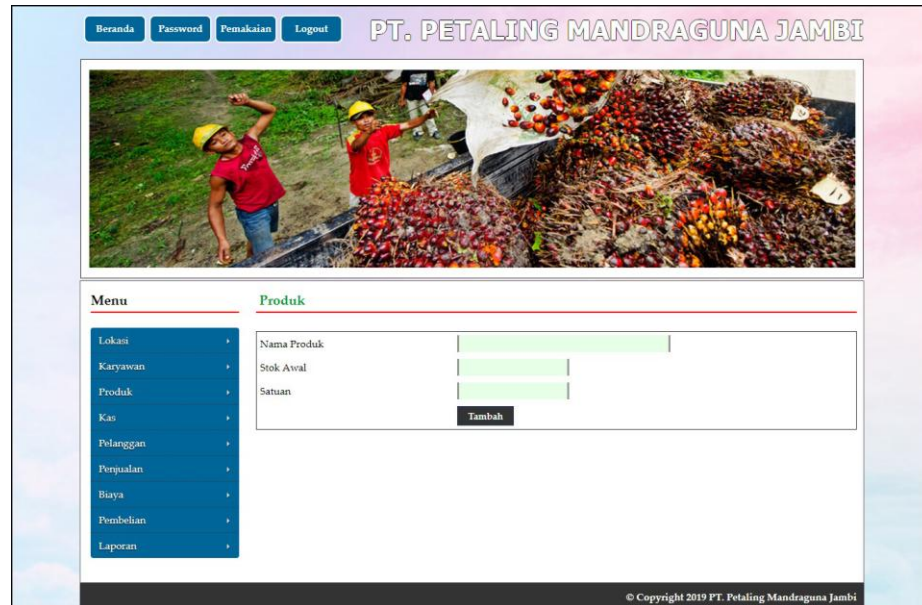 Beranda Password Pemakaian Logout PT. PETALING MANDRAGUNA JAMBI
Menu
Lokasi
Karyawan
Produk
Kas
Pelanggan
Penjualan
Biaya
Pembelian
Laporan
Produk
Nama Produk
Stok Awal
Satuan
Tambah
© Copyright 2019 PT. Petaling Mandraguna Jambi